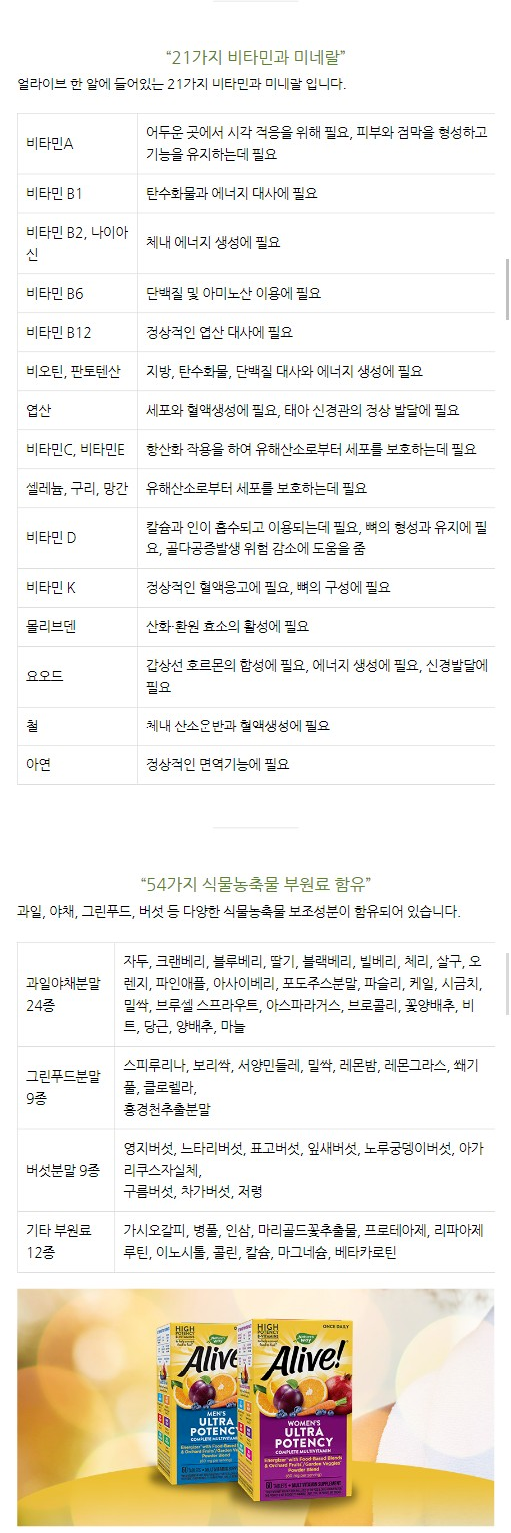 “21가지 비타민과 미네랄”
얼라이브 한 알에 들어있는 21가지 비타민과 미내랄 입니다.
비타민A
어두운 곳에서 시각 적응을 위해 필요, 피부와 점막을 형성하고
기능을 유지하는데 필요
비타민 B1
탄수화물과 에너지 대사에 필요
비타민 B2, 나이아
신
체내 에너지 생성에 필요
비타민 B6
단백질 및 아미노산 이용에 필요
비타민 B12
정상적인 엽산 대사에 필요
비오틴, 판토텐산
지방, 탄수화물, 단백질 대사와 에너지 생성에 필요
엽산
세포와 혈액생성에 필요, 태아 신경관의 정상 발달에 필요
비타민C, 비타민E
항산화 작용을 하여 유해산소로부터 세포를 보호하는데 필요
셀레늄, 구리, 망간
유해산소로부터 세포를 보호하는데 필요
비타민 D
칼슘과 인이 흡수되고 이용되는데 필요, 뼈의 형성과 유지에 필
요, 골다공증발생 위험 감소에 도움을 줌
비타민 K
정상적인 혈액응고에 필요, 뼈의 구성에 필요
몰리브덴
산화·환원 효소의 활성에 필요
요오드
갑상선 호르몬의 합성에 필요, 에너지 생성에 필요, 신경발달에
필요
철
체내 산소운반과 혈액생성에 필요
아연
정상적인 면역기능에 필요
“54가지 식물농축물 부원료 함유”
과일, 야채, 그린푸드, 버섯 등 다양한 식물농축물 보조성분이 함유되어 있습니다.
과일야채분말
24종
자두, 크랜베리, 블루베리, 딸기, 블랙베리, 빌베리, 체리, 살구, 오
렌지, 파인애플, 아사이베리, 포도주스분말, 파슬리, 케일, 시금치,
밀싹, 브루셀 스프라우트, 아스파라거스, 브로콜리, 꽃양배추, 비
트, 당근, 양배추, 마늘
그린푸드분말
9종
스피루리나, 보리싹, 서양민들레, 밀싹, 레몬밤, 레몬그라스, 쐐기
풀, 클로렐라,
홍경천추출분말
버섯분말 9종
영지버섯, 느타리버섯, 표고버섯, 잎새버섯, 노루궁뎅이버섯, 아가
리쿠스자실체,
구름버섯, 차가버섯, 저령
기타 부원료
12종
가시오갈피, 병풀, 인삼, 마리골드꽃추출물, 프로테아제, 리파아제
루틴, 이노시톨, 콜린, 칼슘, 마그네슘, 베타카로틴
HIGH
POTENCY
Alive
MEN'S
ULTRA
POTENCY
COMPLETE MULTIVITAMIN
HIGH
POTENCY
B-VITAMINS
Nature's
Way
ONCE DAILY
Alive!
WOMEN'S
ULTRA
POTENCY
COMPLETE MULTIVITAMIN
Energizer with Food-Based Blends
& Orchard Fruits/Garden Veggies
Powder Blend
60 TABLETS